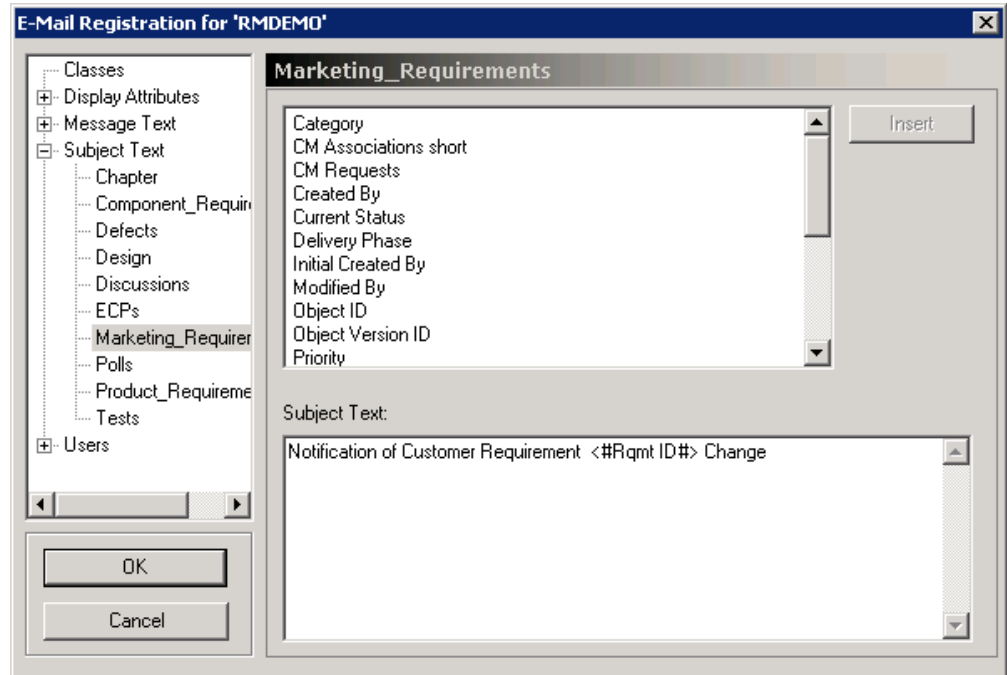 E-Mail Registration for 'RMDEMO'
Classes
Display Attributes
Message Text
Subject Text
Chapter
Component_Requir
Defects
Design
Discussions
ECPs
Marketing_Requirer
Polls
Product_Requireme
Tests
Users
OK
Cancel
Marketing_Requirements
Category
CM Associations short
CM Requests
Created By
Current Status
Delivery Phase
Initial Created By
Modified By
Object ID
Object Version ID
Priority
Insert
Subject Text:
Notification of Customer Requirement <#Rqmt ID#> Change